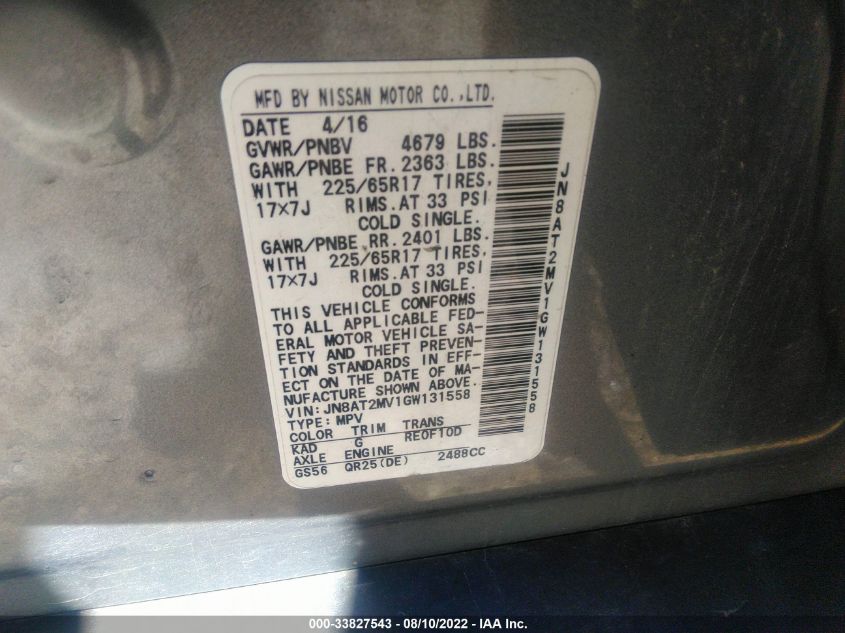 MFD BY NISSAN MOTOR CO.,LTD.
DATE 4/16
GVWR/PNBV 4679 LBS.
GAWR/PNBE FR. 2363 LBS.
WITH 225/65R17 TIRES,
17×7J RIMS.AT 33 PSI
COLD SINGLE.
GAWR/PNBE RR. 2401 LBS.
WITH 225/65R17 TIRES,
17×7J RIMS.AT 33 PSI
COLD SINGLE.
THIS VEHICLE CONFORMS
TO ALL APPLICABLE FED-
ERAL MOTOR VEHICLE SA-
FETY AND THEFT PREVEN-
TION STANDARDS IN EFF-
ECT ON THE DATE OF MA-
NUFACTURE SHOWN ABOVE.
VIN: JN8AT2MV1GW131558
TYPE: MPV
COLOR TRIM TRANS
KAD G RE0F10D
AXLE ENGINE
GS56 QR25(DE) 2488CC
JN8AT2MV1GW131558
000-33827543 - 08/10/2022 - IAA Inc.